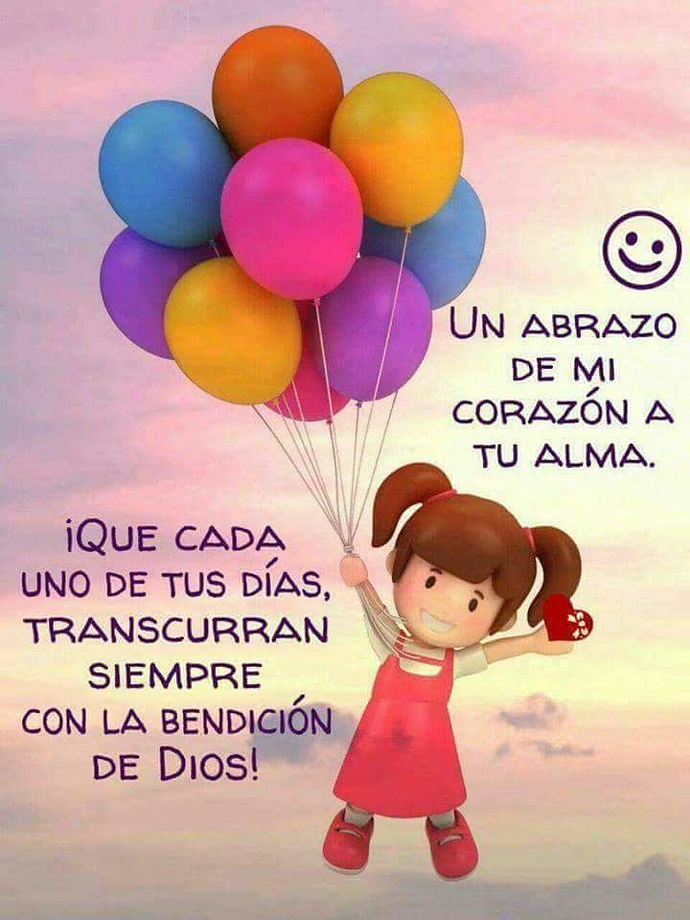 UN ABRAZO
DE MI
CORAZÓN A
TU ALMA.
¡QUE CADA
UNO DE TUS DÍAS,
TRANSCURRAN
SIEMPRE
CON LA BENDICIÓN
DE DIOS!